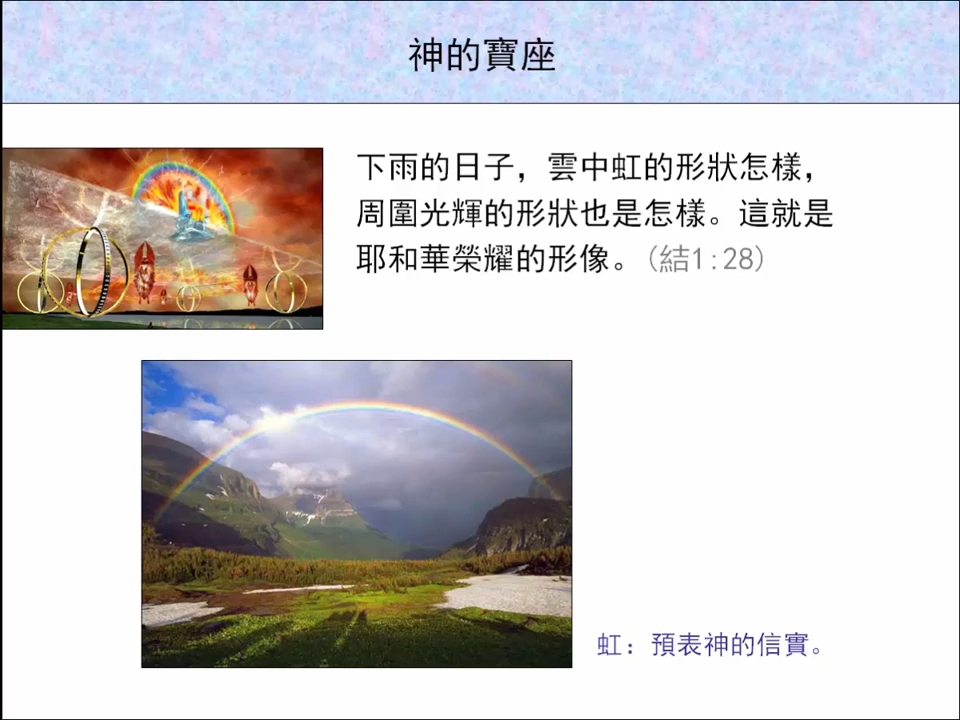 神的寶座
下雨的日子，雲中虹的形狀怎樣，
周圍光輝的形狀也是怎樣。這就是
耶和華榮耀的形像。(結1:28)
虹：預表神的信實。